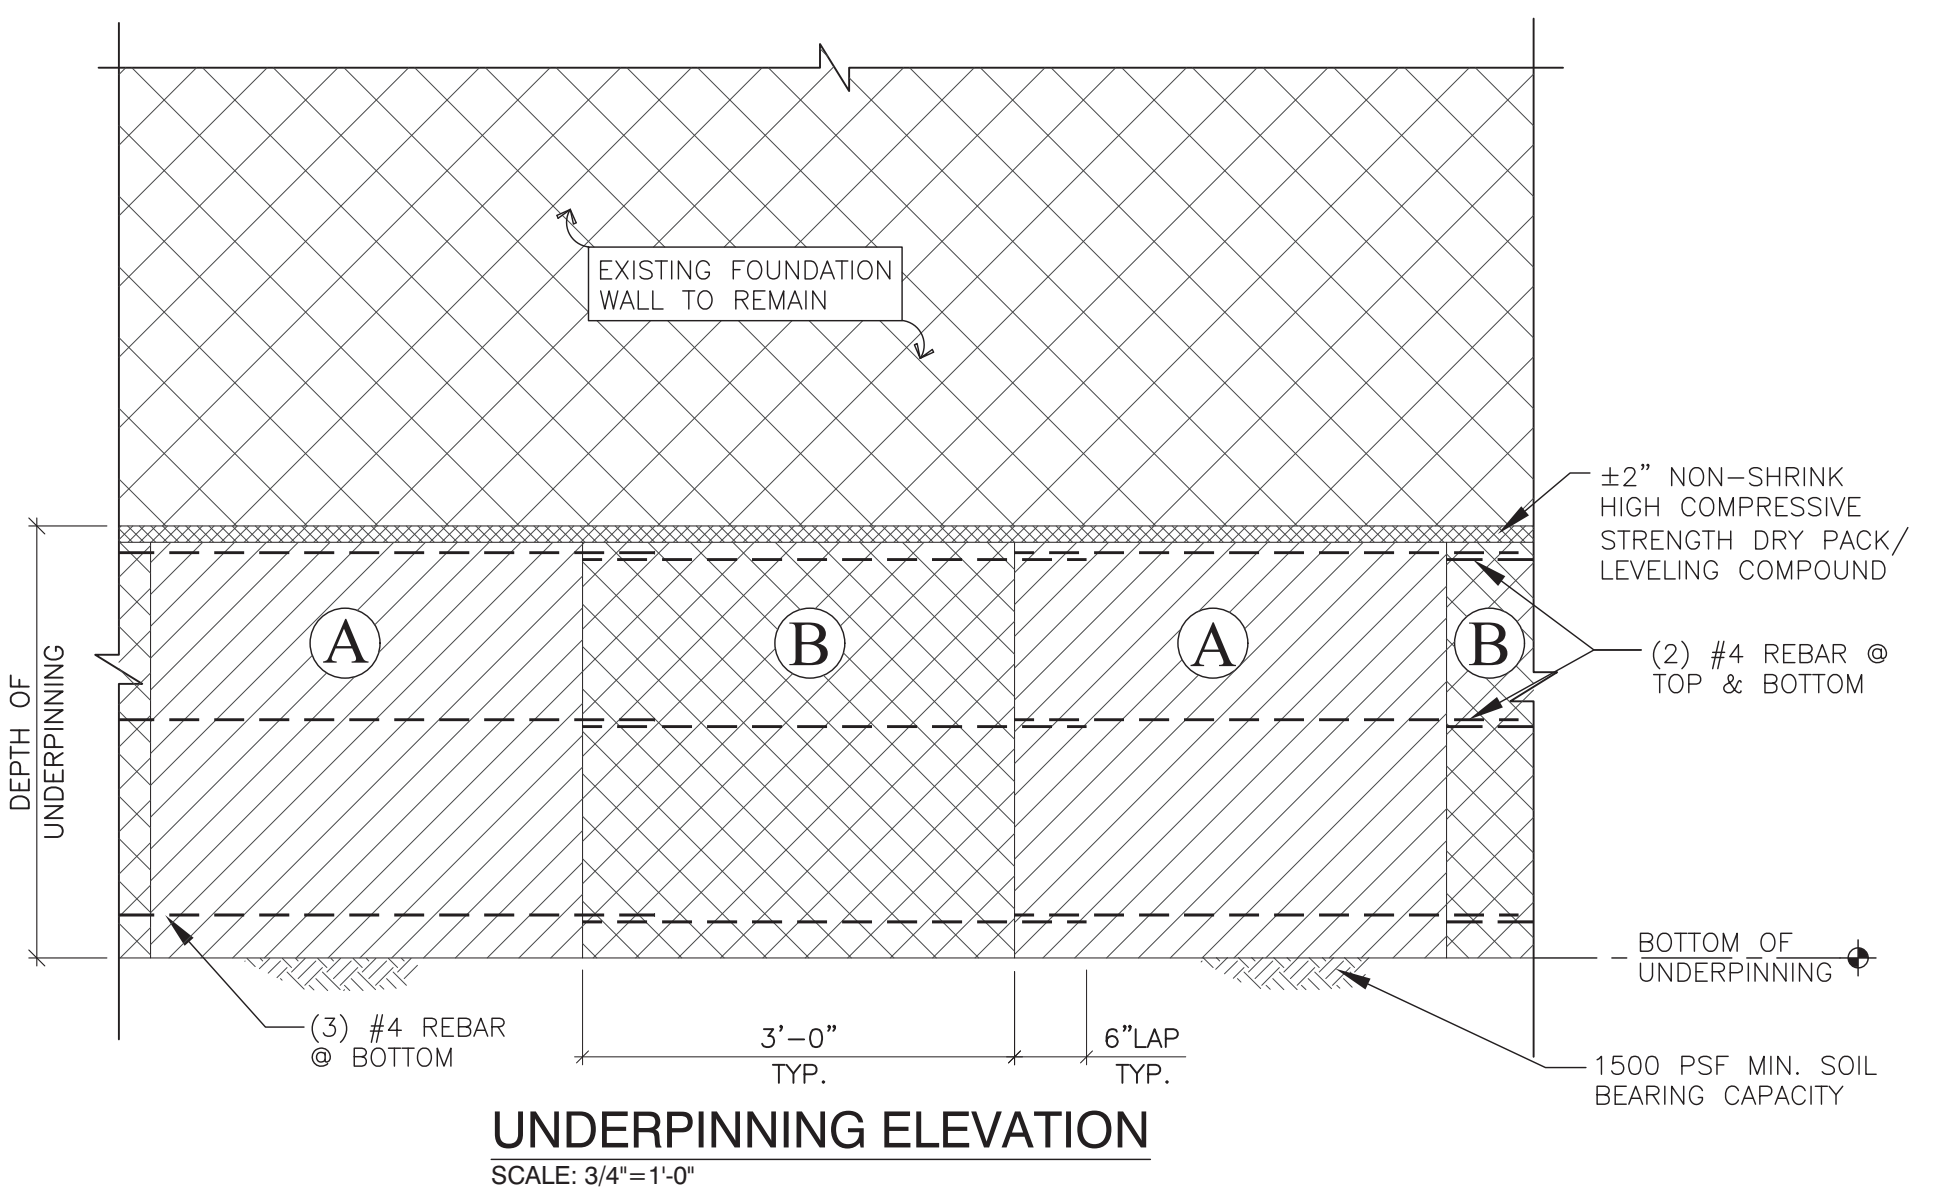 EXISTING FOUNDATION
WALL TO REMAIN
±2” NON-SHRINK
HIGH COMPRESSIVE
STRENGTH DRY PACK/
LEVELING COMPOUND
A
B
A
B
(2) #4 REBAR @
TOP & BOTTOM
DEPTH OF
UNDERPINNING
BOTTOM OF
UNDERPINNING
(3) #4 REBAR
@ BOTTOM
3’-0”
TYP.
6”LAP
TYP.
1500 PSF MIN. SOIL
BEARING CAPACITY
UNDERPINNING ELEVATION
SCALE: 3/4"=1'-0"